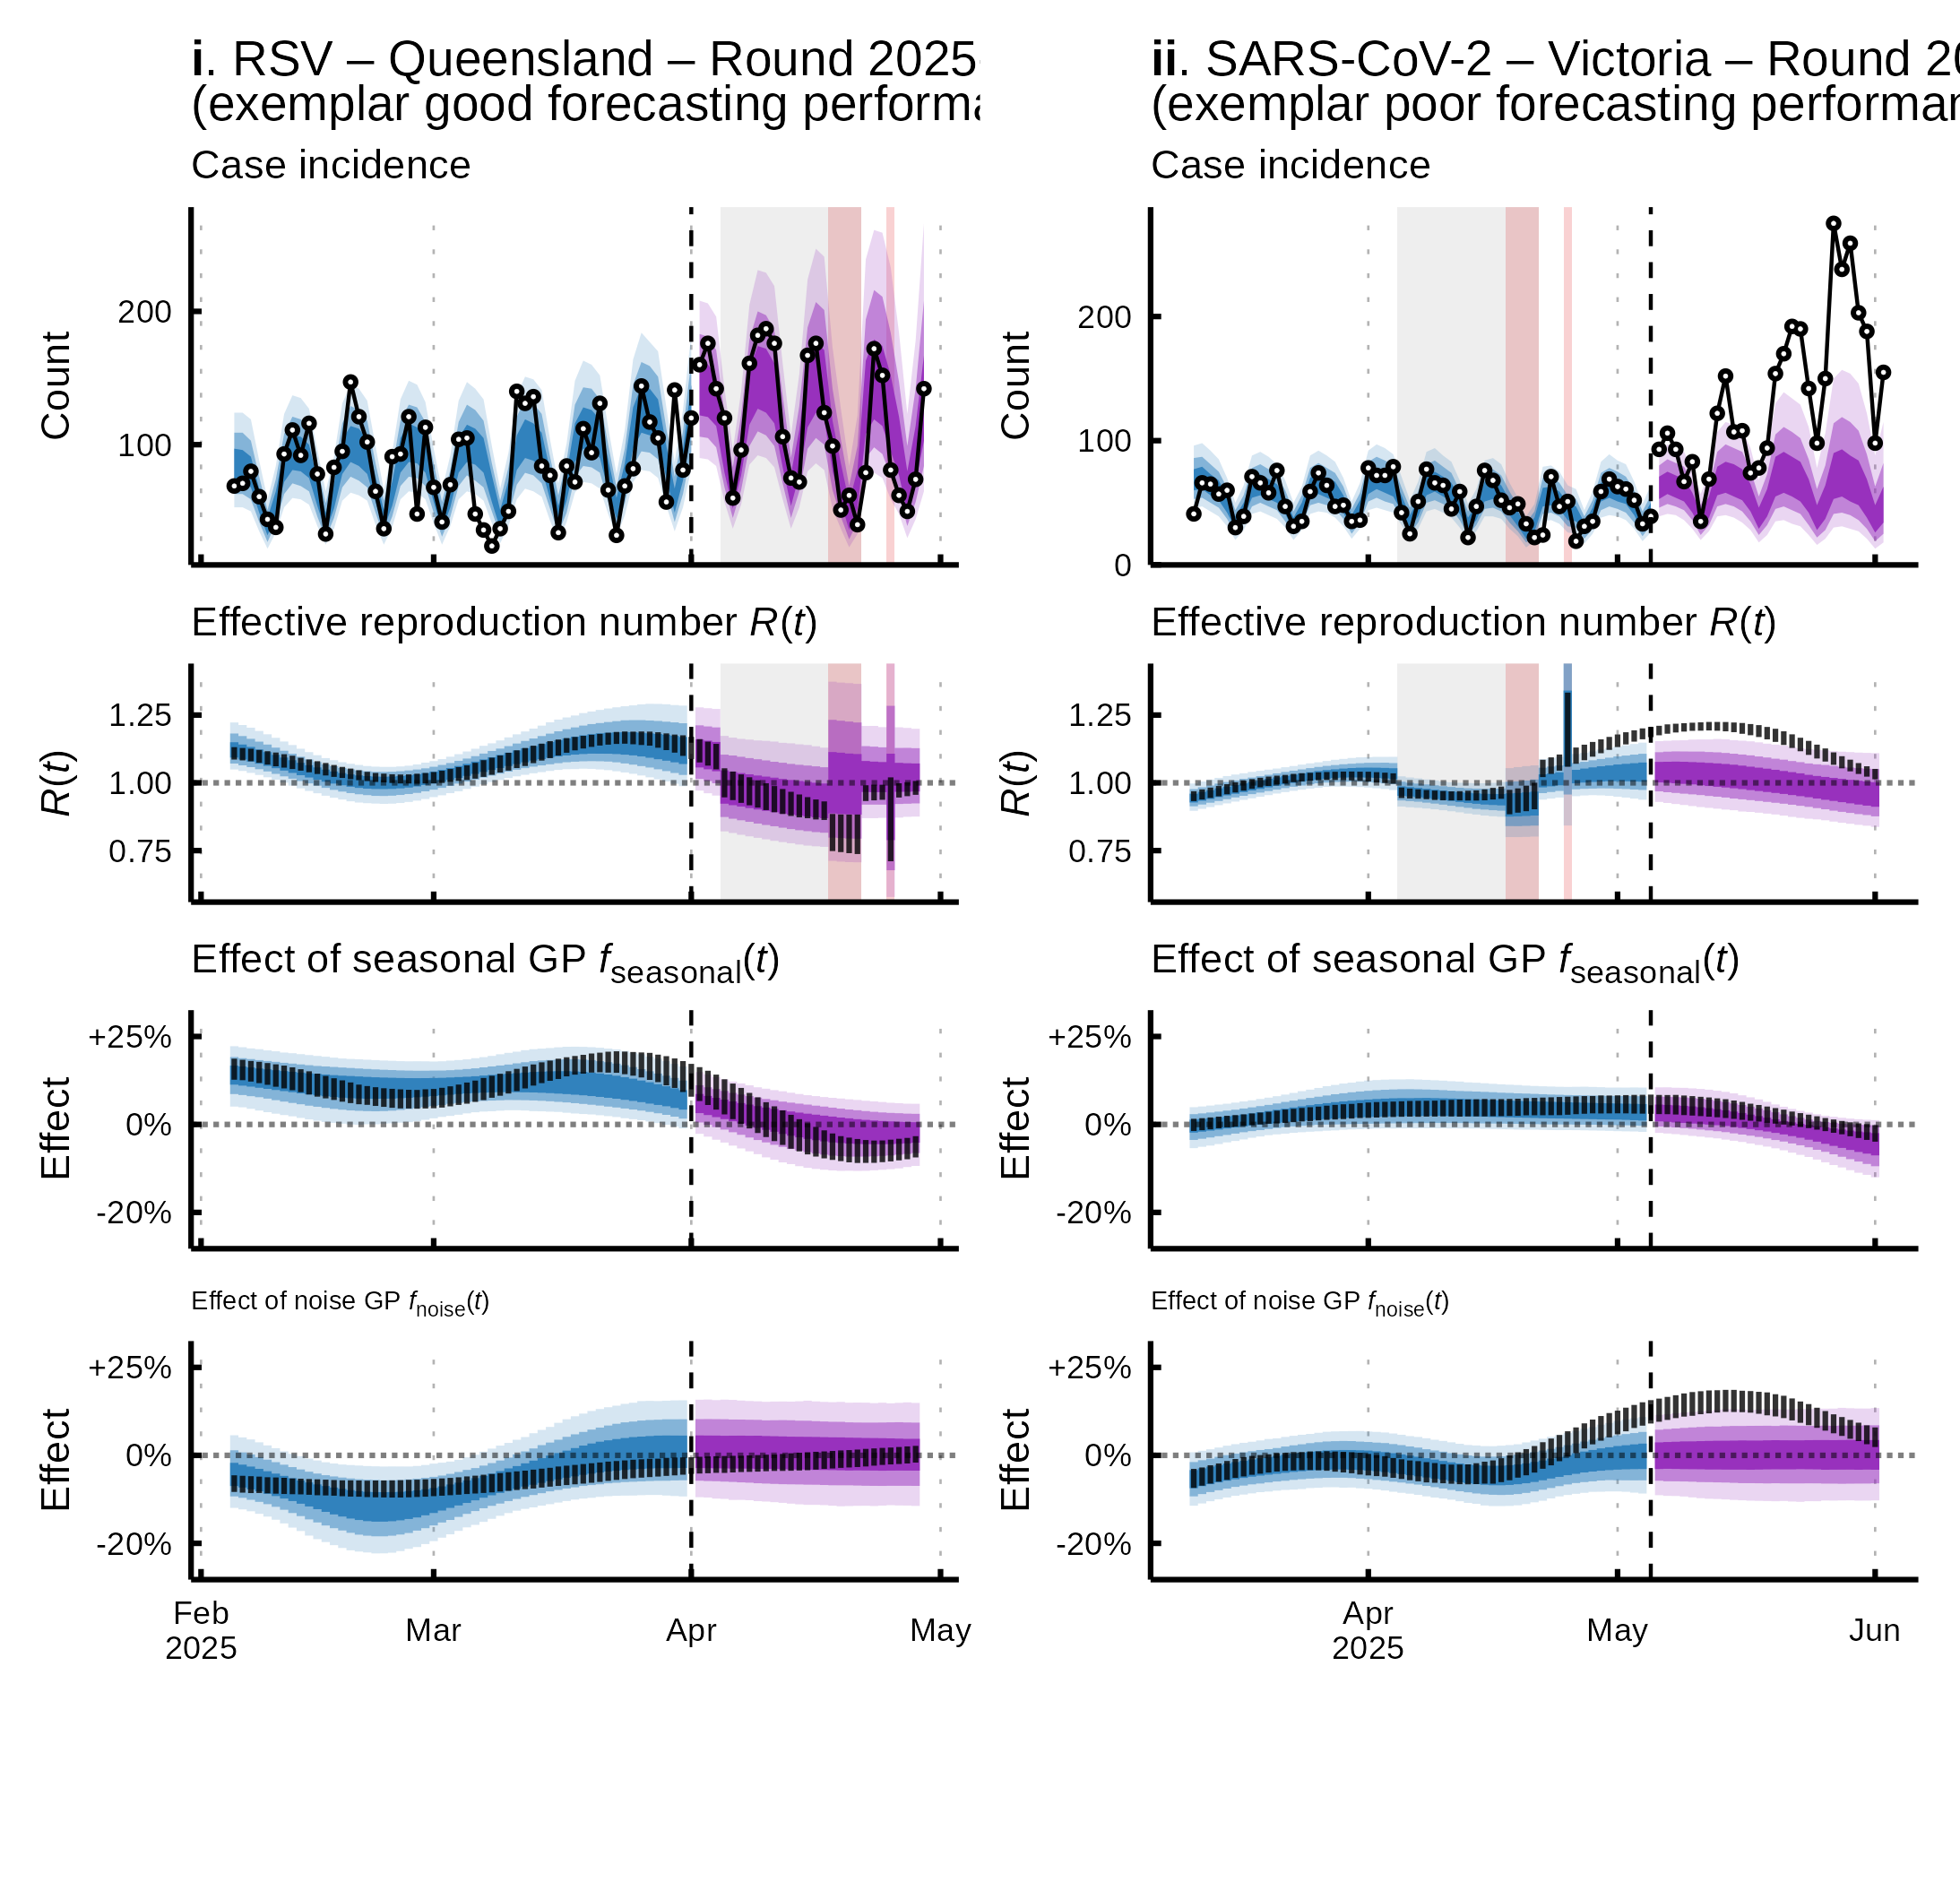 i. RSV – Queensland – Round 2025
(exemplar good forecasting performa
Case incidence
Count
200
100
Effective reproduction number R(t)
R(t)
1.25
1.00
0.75
Effect of seasonal GP fseasonal(t)
Effect
+25%
0%
-20%
Effect of noise GP fnoise(t)
Effect
+25%
0%
-20%
Feb
2025
Mar
Apr
May
ii. SARS-CoV-2 – Victoria – Round 20
(exemplar poor forecasting performan
Case incidence
Count
200
100
0
Effective reproduction number R(t)
R(t)
1.25
1.00
0.75
Effect of seasonal GP fseasonal(t)
Effect
+25%
0%
-20%
Effect of noise GP fnoise(t)
Effect
+25%
0%
-20%
Apr
2025
May
Jun